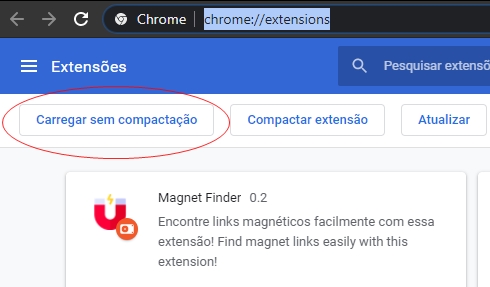 Chrome chrome://extensions
Extensões Pesquisar extensõ
Carregar sem compactação Compactar extensão Atualizar
Magnet Finder 0.2
Encontre links magnéticos facilmente com essa
extensão! Find magnet links easily with this
extension!